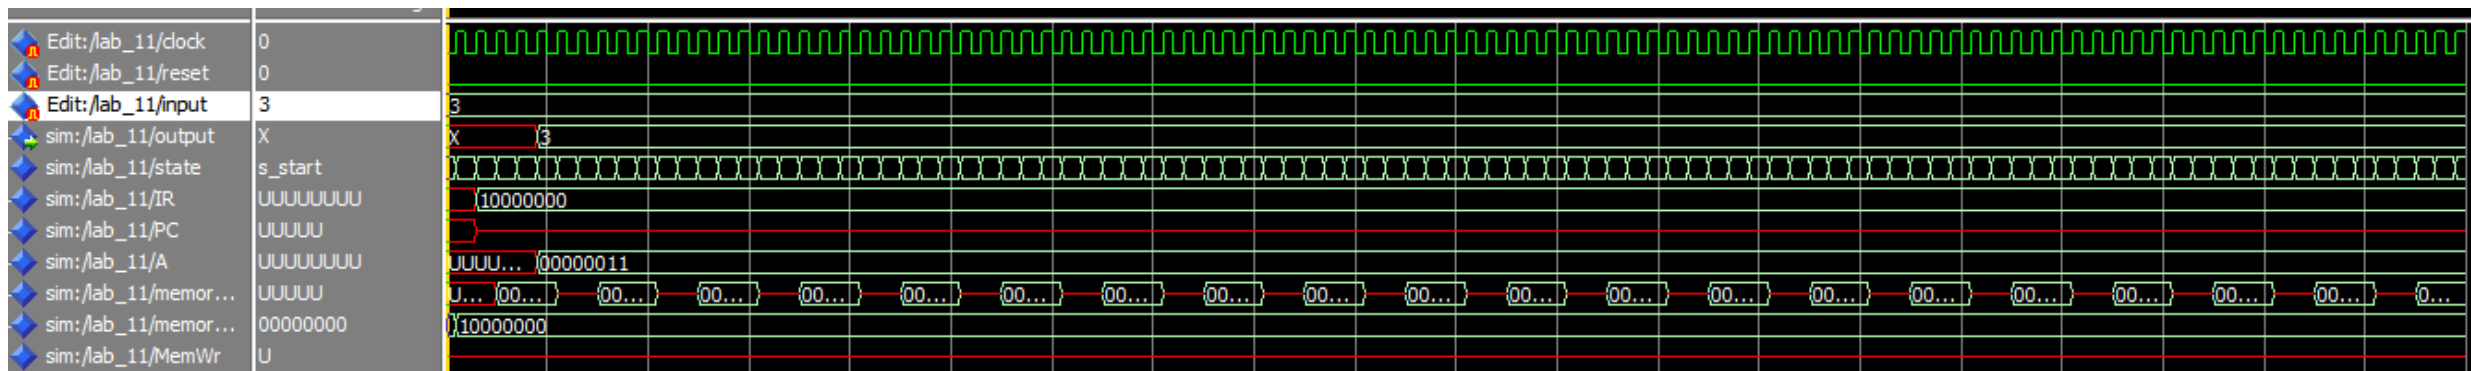 Edit:/lab_11/clock 0
Edit:/lab_11/reset 0
Edit:/lab_11/input 3 3
sim:/lab_11/output X X 3
sim:/lab_11/state s_start
sim:/lab_11/IR UUUUUUUU 10000000
sim:/lab_11/PC UUUUU
sim:/lab_11/A UUUUUUUU UUUU... 00000011
sim:/lab_11/memor... UUUUU U... 00... 00... 00... 00... 00... 00... 00... 00... 00... 00... 00... 00... 00... 00... 00... 00... 00... 00... 00... 0...
sim:/lab_11/memor... 00000000 10000000
sim:/lab_11/MemWr U